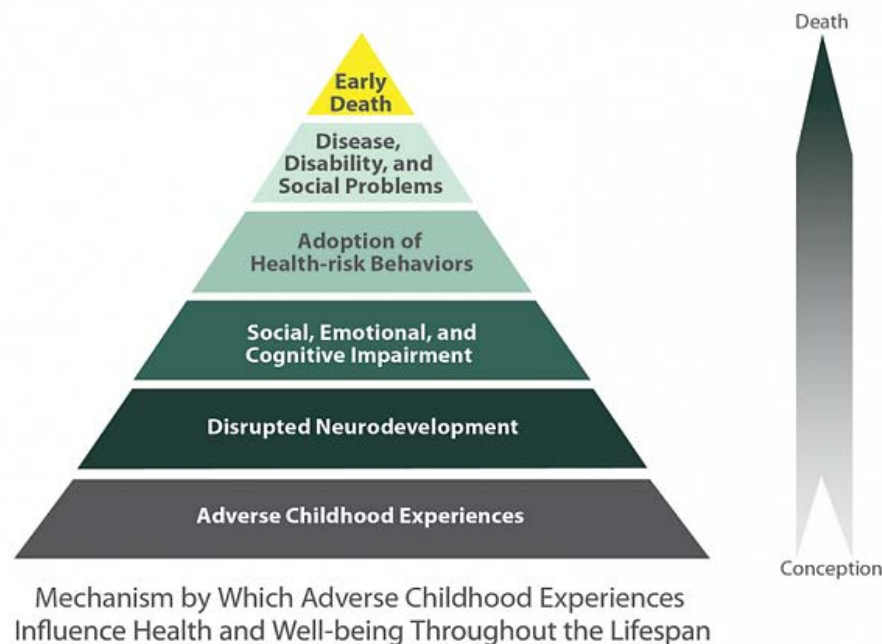 Death
Early
Death
Disease,
Disability, and
Social Problems
Adoption of
Health-risk Behaviors
Social, Emotional, and
Cognitive Impairment
Disrupted Neurodevelopment
Adverse Childhood Experiences
Conception
Mechanism by Which Adverse Childhood Experiences
Influence Health and Well-being Throughout the Lifespan